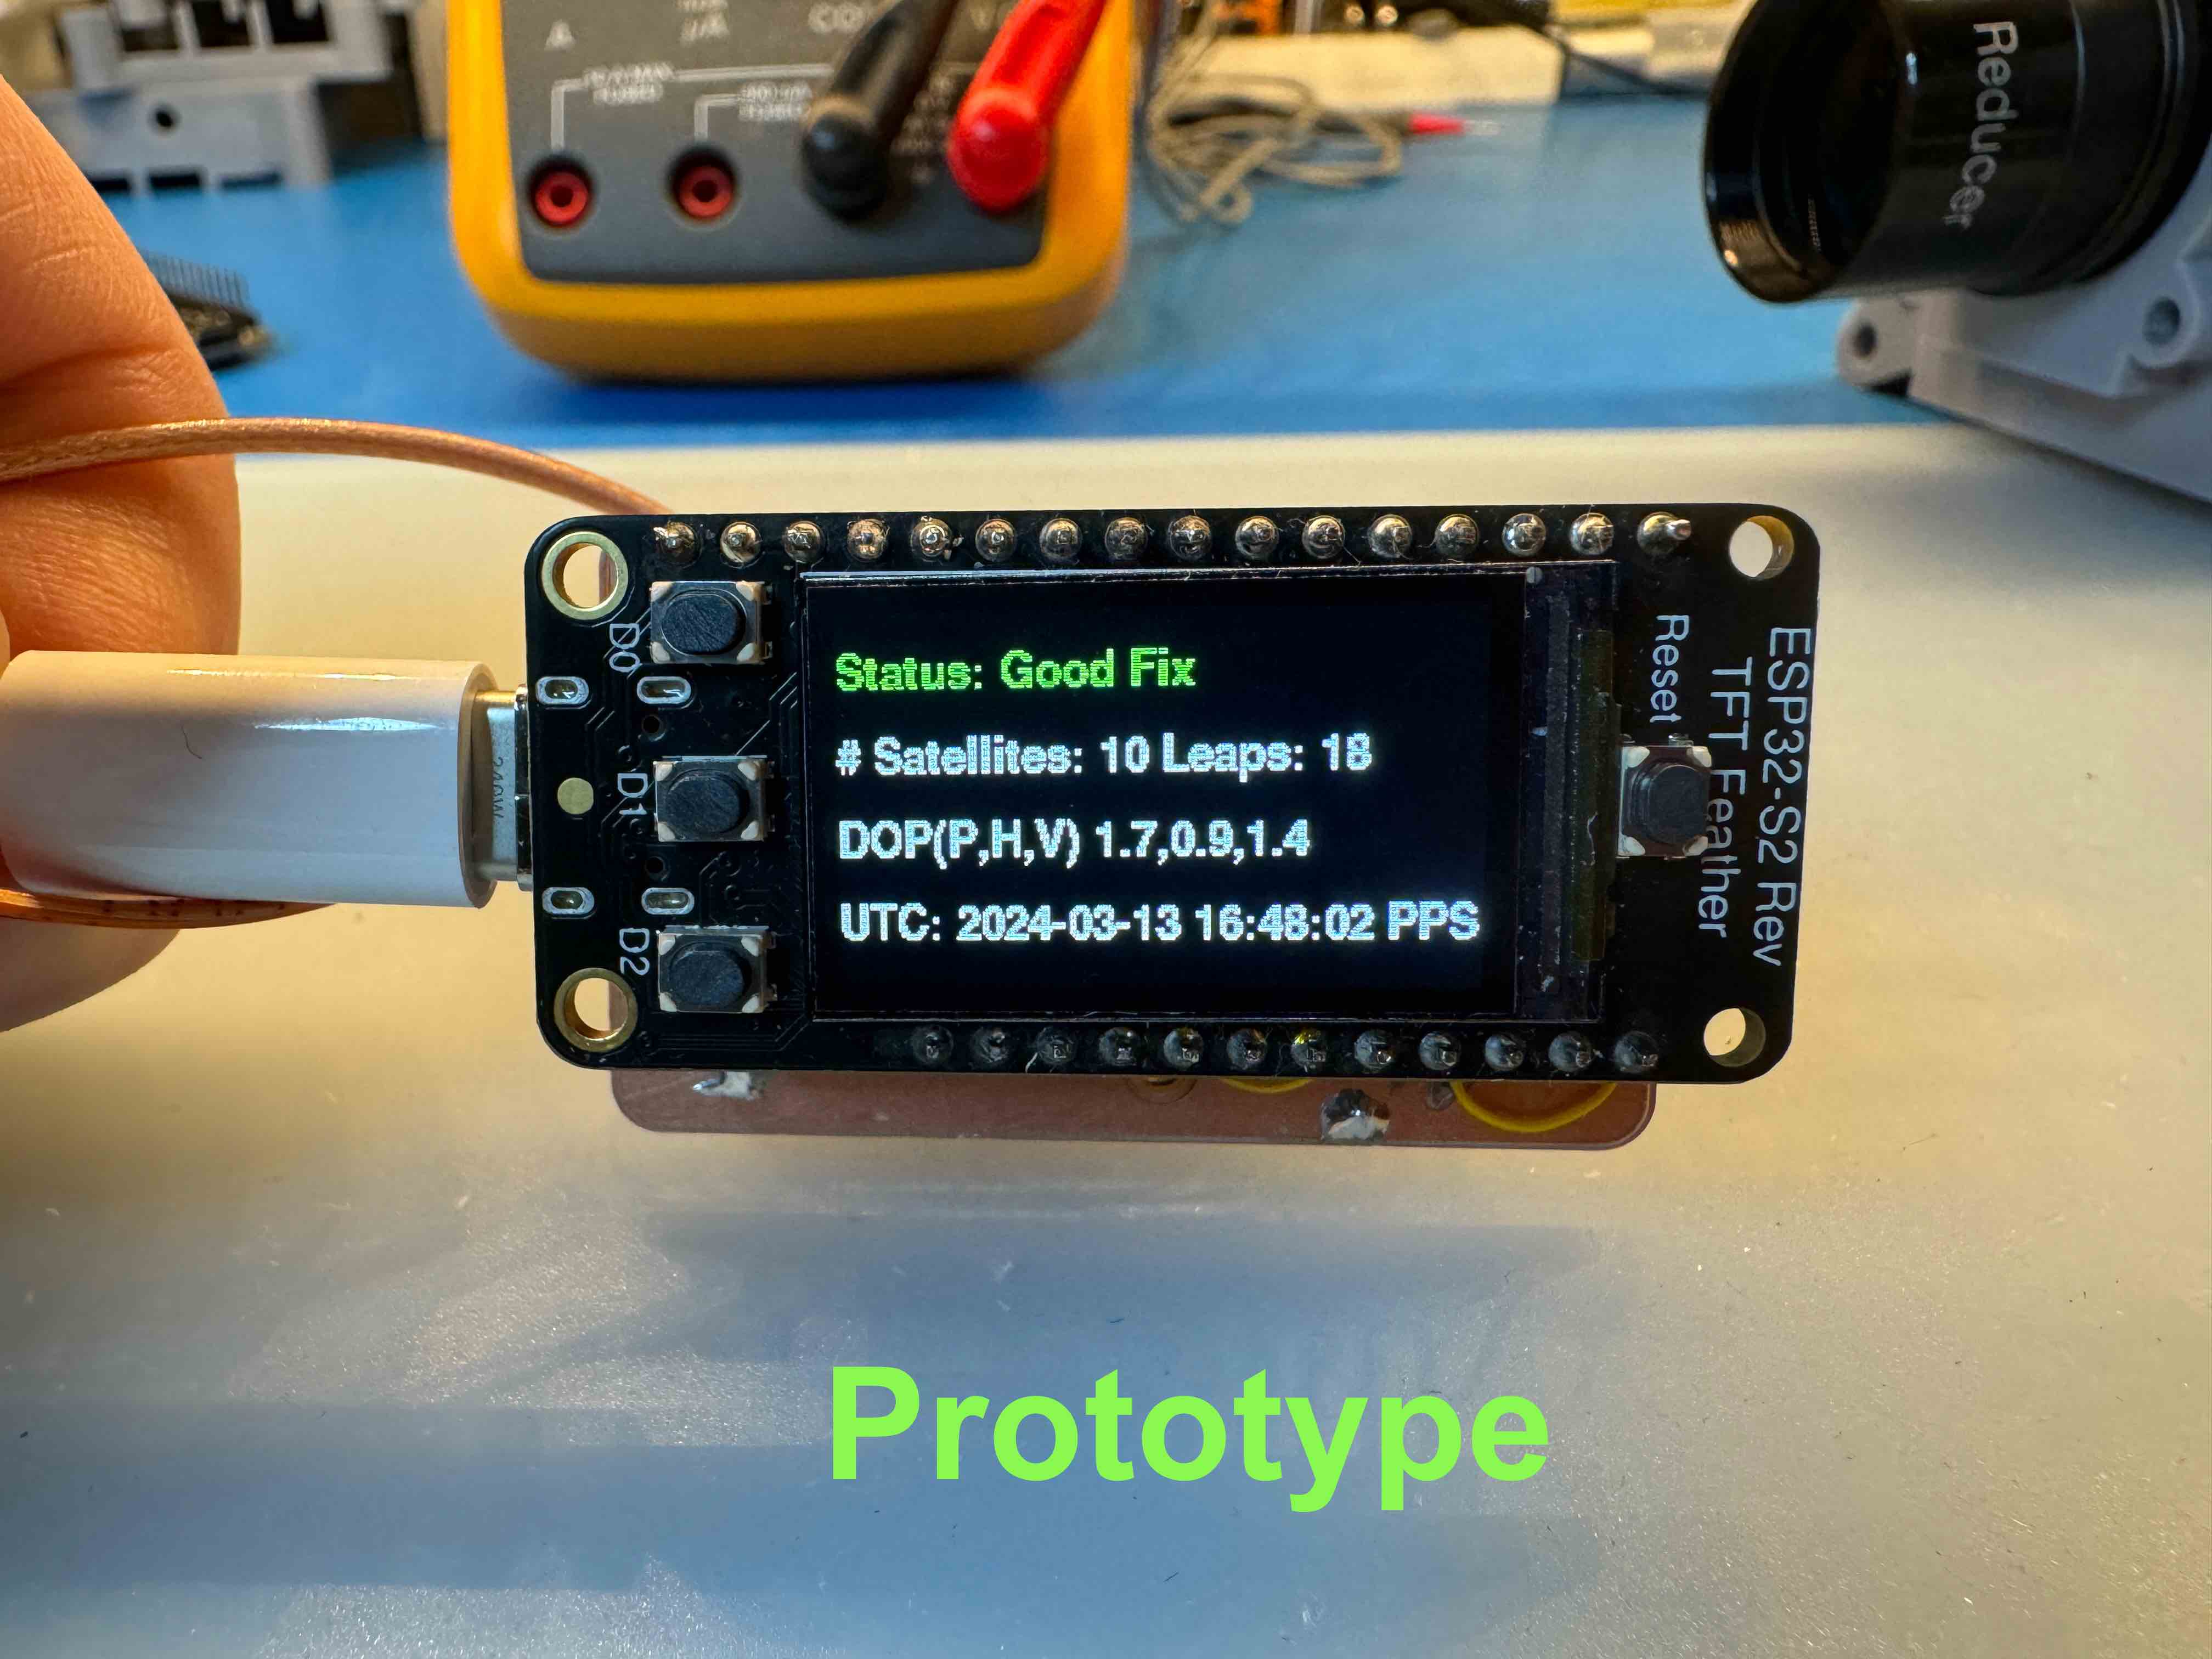 A
COM
Reducer
D0
D1
D2
Status: Good Fix
# Satellites: 10 Leaps: 18
DOP(P,H,V) 1.7,0.9,1.4
UTC: 2024-03-13 16:48:02 PPS
Reset
ESP32-S2 Rev
TFT Feather
Prototype